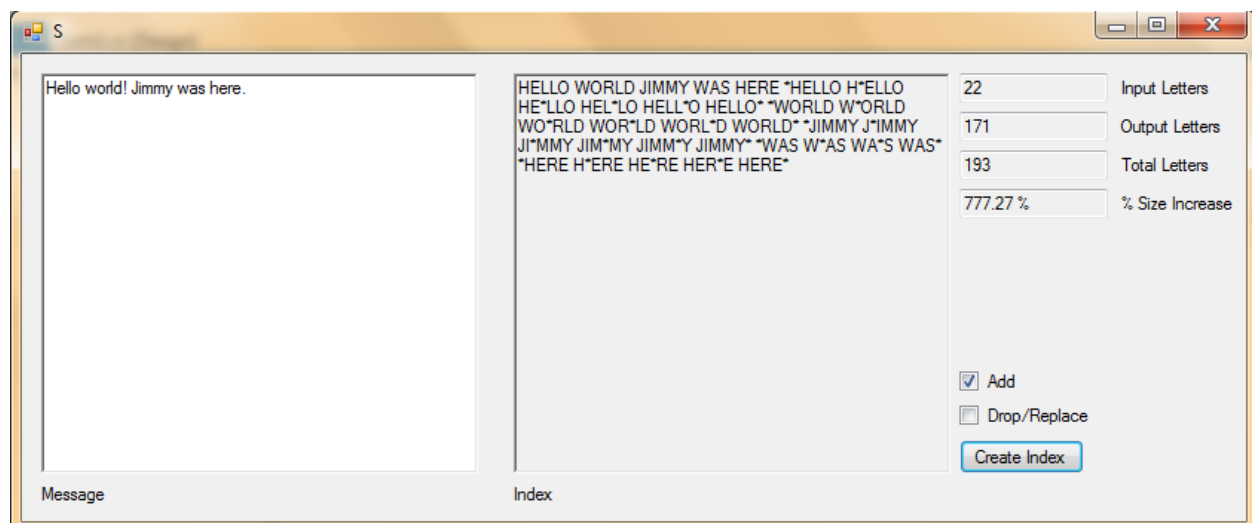 S
Hello world! Jimmy was here.
HELLO WORLD JIMMY WAS HERE *HELLO H*ELLO
HE*LLO HEL*LO HELL*O HELLO* *WORLD W*ORLD
WO*RLD WOR*LD WORL*D WORLD* *JIMMY J*IMMY
JI*MMY JIM*MY JIMM*Y JIMMY* *WAS W*AS WA*S WAS*
*HERE H*ERE HE*RE HER*E HERE*
22 Input Letters
171 Output Letters
193 Total Letters
777.27 % % Size Increase
Add
Drop/Replace
Create Index
Message
Index